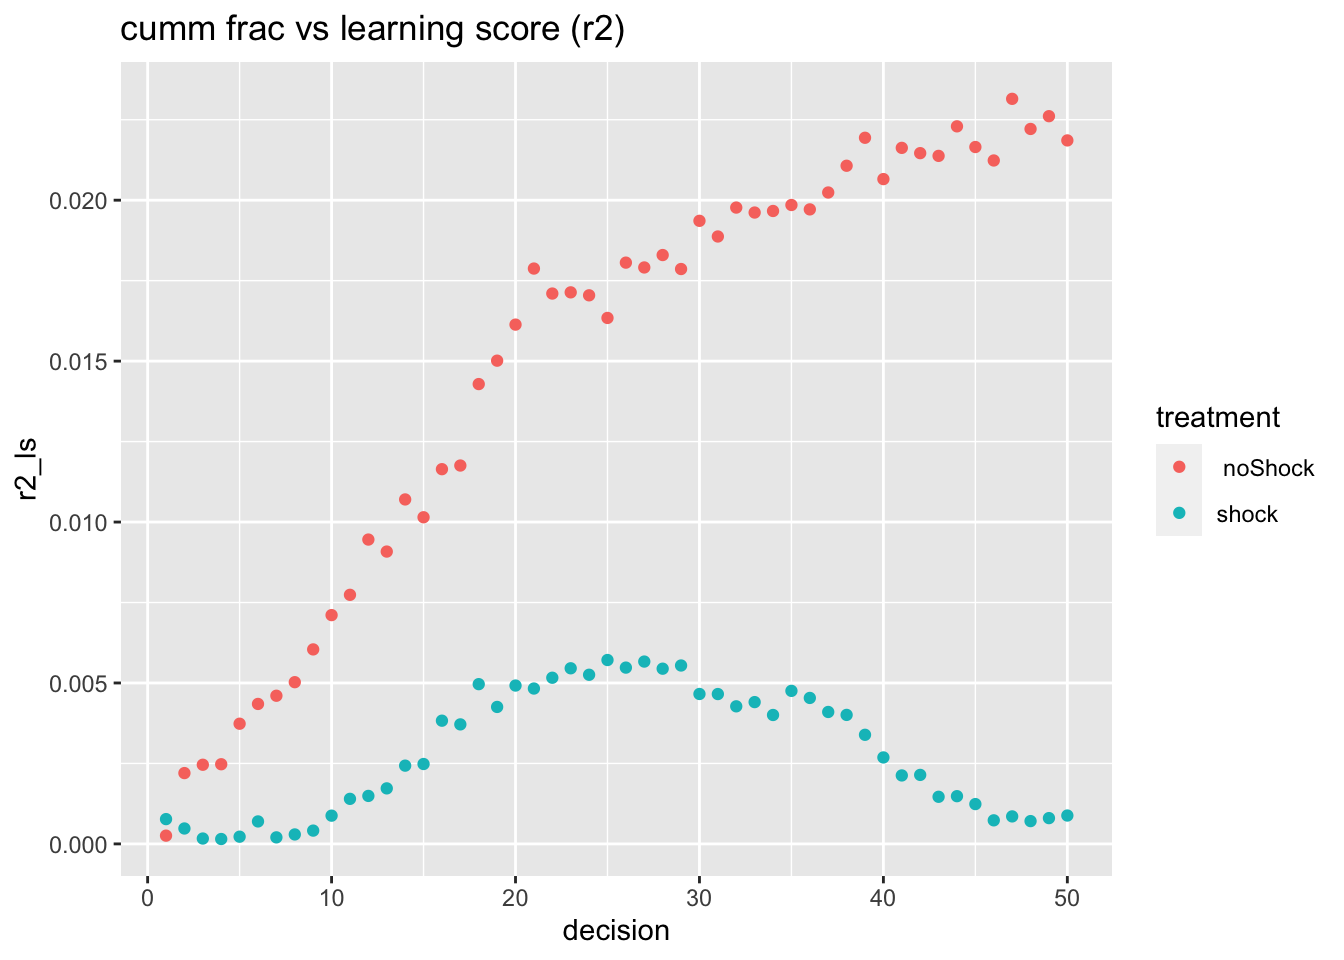 cumm frac vs learning score (r2)
r2_ls
0.020
0.015
0.010
0.005
0.000
0 10 20 30 40 50
decision
treatment
noShock
shock